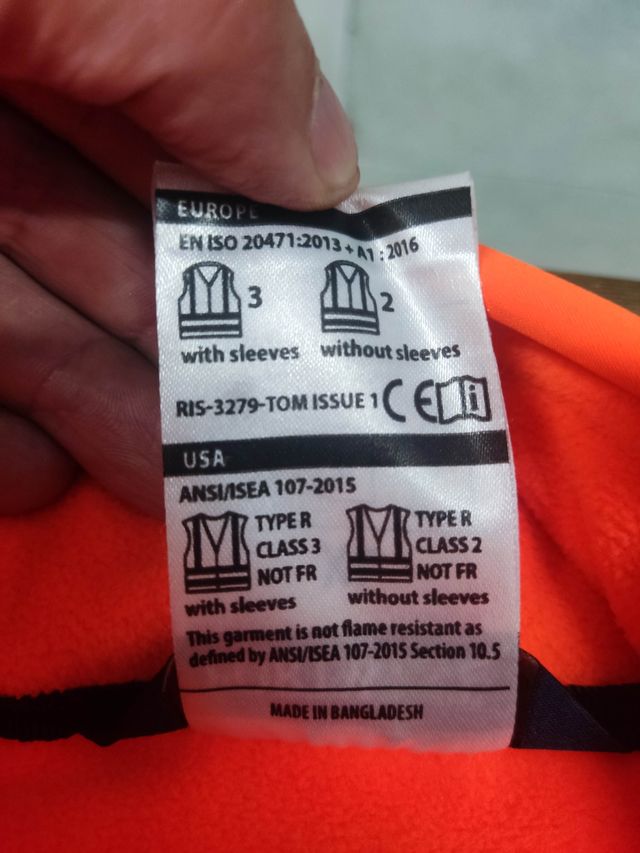 EUROPE
EN ISO 20471:2013 + A1 : 2016
3 2
with sleeves without sleeves
RIS-3279-TOM ISSUE 1 CE i
USA
ANSI/ISEA 107-2015
TYPE R TYPE R
CLASS 3 CLASS 2
NOT FR NOT FR
with sleeves without sleeves
This garment is not flame resistant as
defined by ANSI/ISEA 107-2015 Section 10.5
MADE IN BANGLADESH